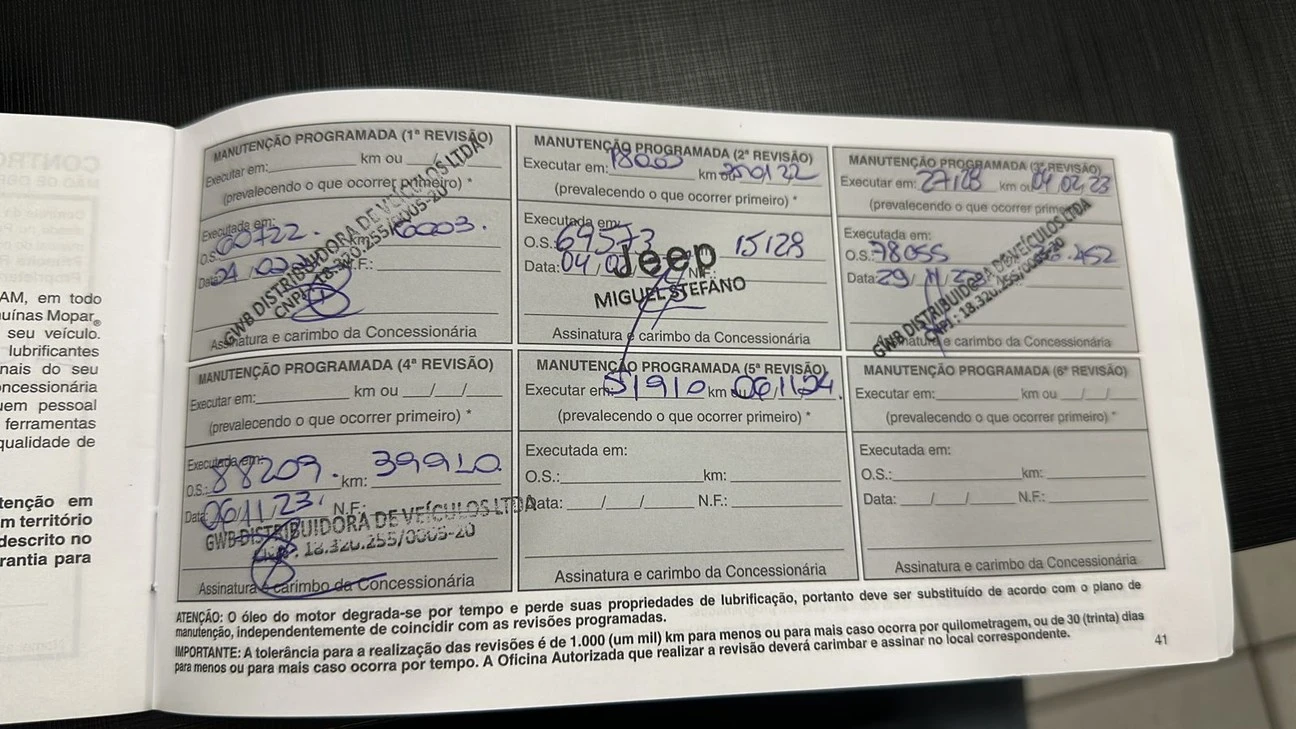 AM, em todo
uínas Mopar®
seu veículo.
lubrificantes
nais do seu
oncessionária
uem pessoal
ferramentas
qualidade de
tenção em
m território
descrito no
rantia para
MANUTENÇÃO PROGRAMADA (1ª REVISÃO)
Executar em: km ou / /
(prevalecendo o que ocorrer primeiro) *
Executada em:
O.S.: 60722. km: 10003.
Data: N.F.:
GWB DISTRIBUIDORA DE VEÍCULOS LTDA
CNPJ: 18.320.255/0005-20
Assinatura e carimbo da Concessionária
MANUTENÇÃO PROGRAMADA (2ª REVISÃO)
Executar em: 18000 km
(prevalecendo o que ocorrer primeiro) *
Executada em:
O.S.: 69573 15128
Data: 04 N.F.:
Jeep
MIGUEL STEFÂNO
Assinatura e carimbo da Concessionária
MANUTENÇÃO PROGRAMADA (3ª REVISÃO)
Executar em: 27128 km ou 04 02 23
(prevalecendo o que ocorrer primeiro)
Executada em:
O.S.: 78055
Data: 29
GWB DISTRIBUIDORA DE VEÍCULOS LTDA
CNPJ: 18.320.255/0005-20
Assinatura e carimbo da Concessionária
MANUTENÇÃO PROGRAMADA (4ª REVISÃO)
Executar em: km ou / /
(prevalecendo o que ocorrer primeiro) *
Executada em:
O.S.: 88209. km: 39910
Data: 06/11/23 N.F.:
GWB DISTRIBUIDORA DE VEÍCULOS LTDA
CNPJ: 18.320.255/0005-20
Assinatura e carimbo da Concessionária
MANUTENÇÃO PROGRAMADA (5ª REVISÃO)
Executar em: 51910 km ou 06/11/24.
(prevalecendo o que ocorrer primeiro) *
Executada em:
O.S.: km:
Data: / / N.F.:
Assinatura e carimbo da Concessionária
MANUTENÇÃO PROGRAMADA (6ª REVISÃO)
Executar em: km ou / /
(prevalecendo o que ocorrer primeiro) *
Executada em:
O.S.: km:
Data: / / N.F.:
Assinatura e carimbo da Concessionária
ATENÇÃO: O óleo do motor degrada-se por tempo e perde suas propriedades de lubrificação, portanto deve ser substituído de acordo com o plano de
manutenção, independentemente de coincidir com as revisões programadas.
IMPORTANTE: A tolerância para a realização das revisões é de 1.000 (um mil) km para menos ou para mais caso ocorra por quilometragem, ou de 30 (trinta) dias
para menos ou para mais caso ocorra por tempo. A Oficina Autorizada que realizar a revisão deverá carimbar e assinar no local correspondente.
41